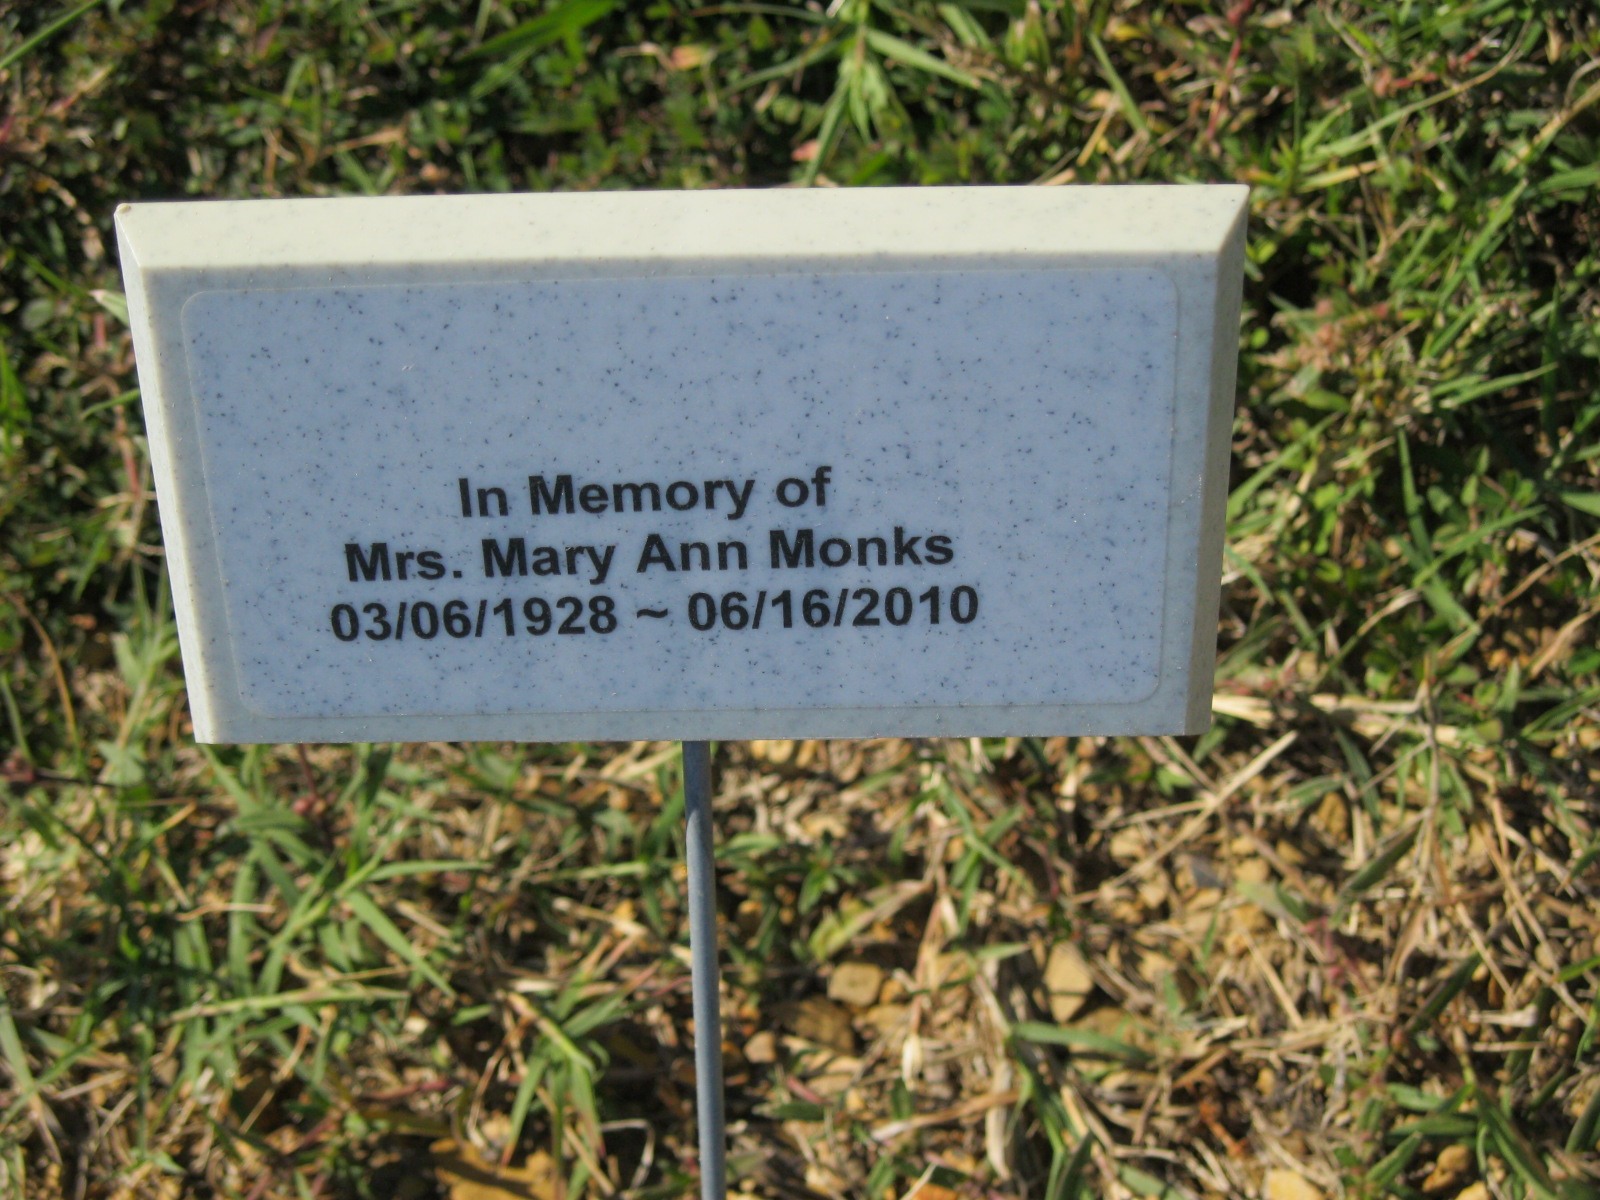 In Memory of
Mrs. Mary Ann Monks
03/06/1928 ~ 06/16/2010